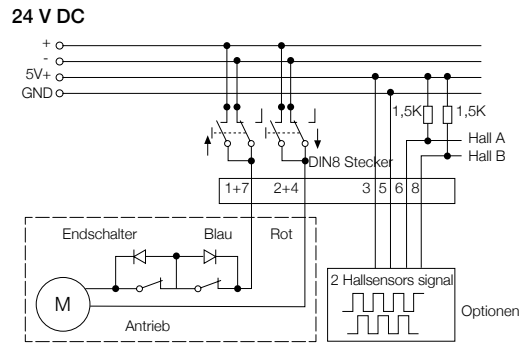 24 V DC
+
-
5V+
GND
1,5K 1,5K
Hall A
Hall B
DIN8 Stecker
1+7 2+4 3 5 6 8
Endschalter Blau Rot
2 Hallsensors signal
M
Optionen
Antrieb